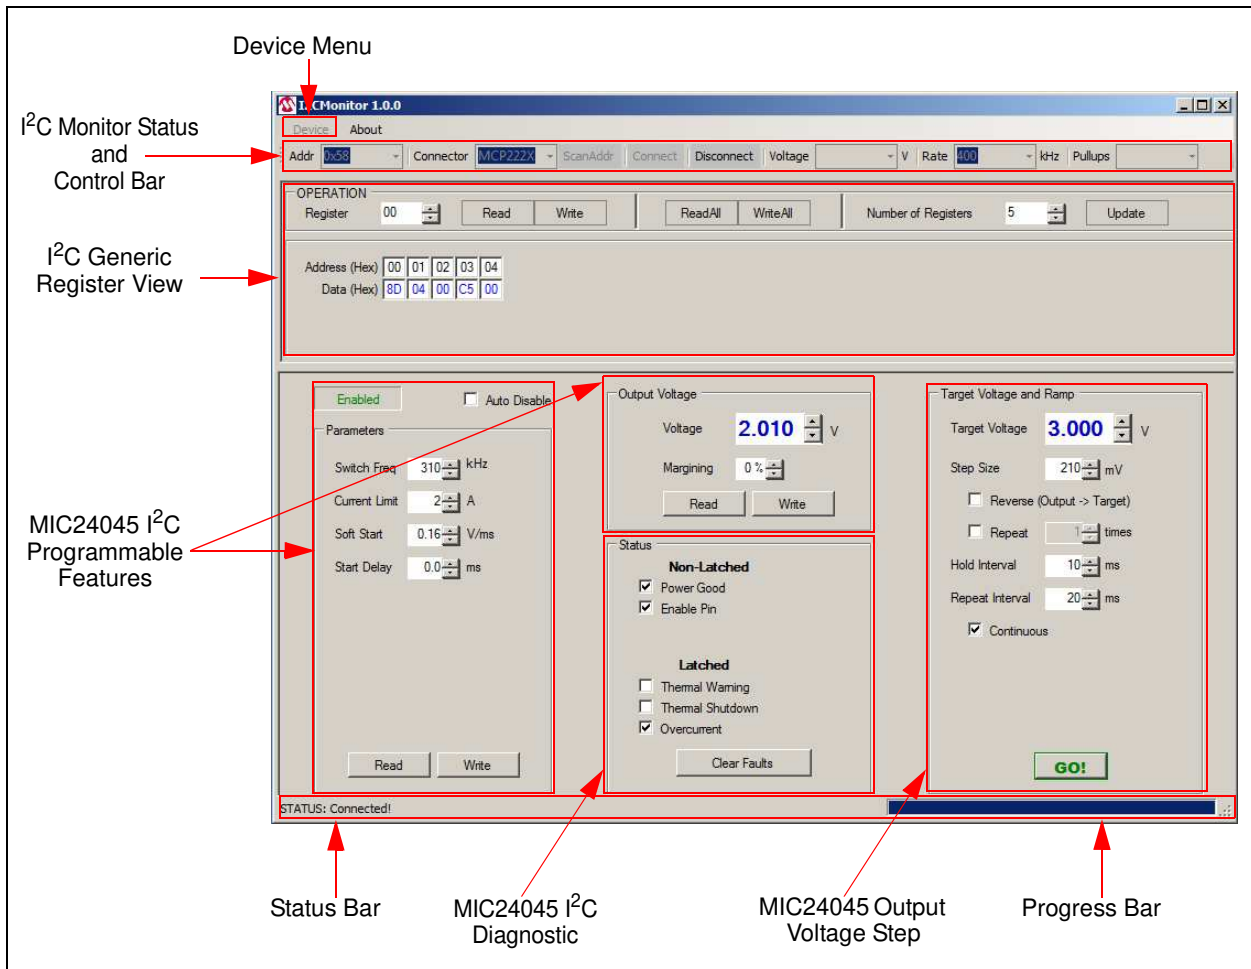 Device Menu
I²C Monitor Status
and
Control Bar
I²C Generic
Register View
MIC24045 I²C
Programmable
Features
I2CMonitor 1.0.0
Device About
Addr 0x58 Connector MCP222X ScanAddr Connect Disconnect Voltage V Rate 400 kHz Pullups
OPERATION
Register 00 Read Write ReadAll WriteAll Number of Registers 5 Update
Address (Hex) 00 01 02 03 04
Data (Hex) 8D 04 00 C5 00
Enabled Auto Disable
Parameters
Switch Freq 310 kHz
Current Limit 2 A
Soft Start 0.16 V/ms
Start Delay 0.0 ms
Read Write
Output Voltage
Voltage 2.010 V
Margining 0 %
Read Write
Status
Non-Latched
Power Good
Enable Pin
Latched
Thermal Warning
Thermal Shutdown
Overcurrent
Clear Faults
Target Voltage and Ramp
Target Voltage 3.000 V
Step Size 210 mV
Reverse (Output -> Target)
Repeat 1 times
Hold Interval 10 ms
Repeat Interval 20 ms
Continuous
GO!
STATUS: Connected!
Status Bar
MIC24045 I²C
Diagnostic
MIC24045 Output
Voltage Step
Progress Bar